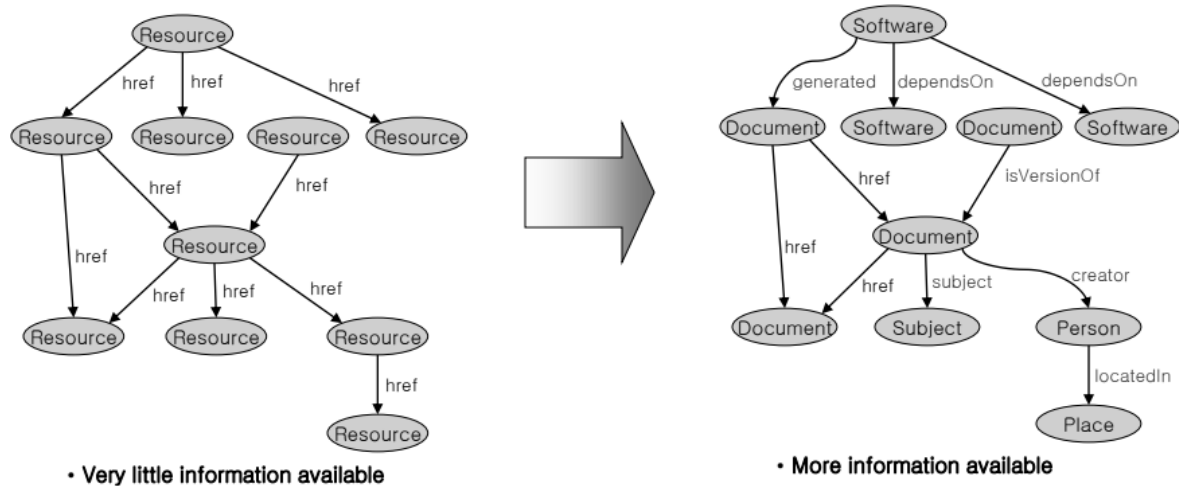 Resource
href
href
href
Resource
Resource
Resource
Resource
href
href
href
Resource
href
href
href
Resource
Resource
Resource
href
Resource
• Very little information available
Software
generated
dependsOn
dependsOn
Document
Software
Document
Software
href
isVersionOf
href
Document
href
subject
creator
Document
Subject
Person
locatedIn
Place
• More information available